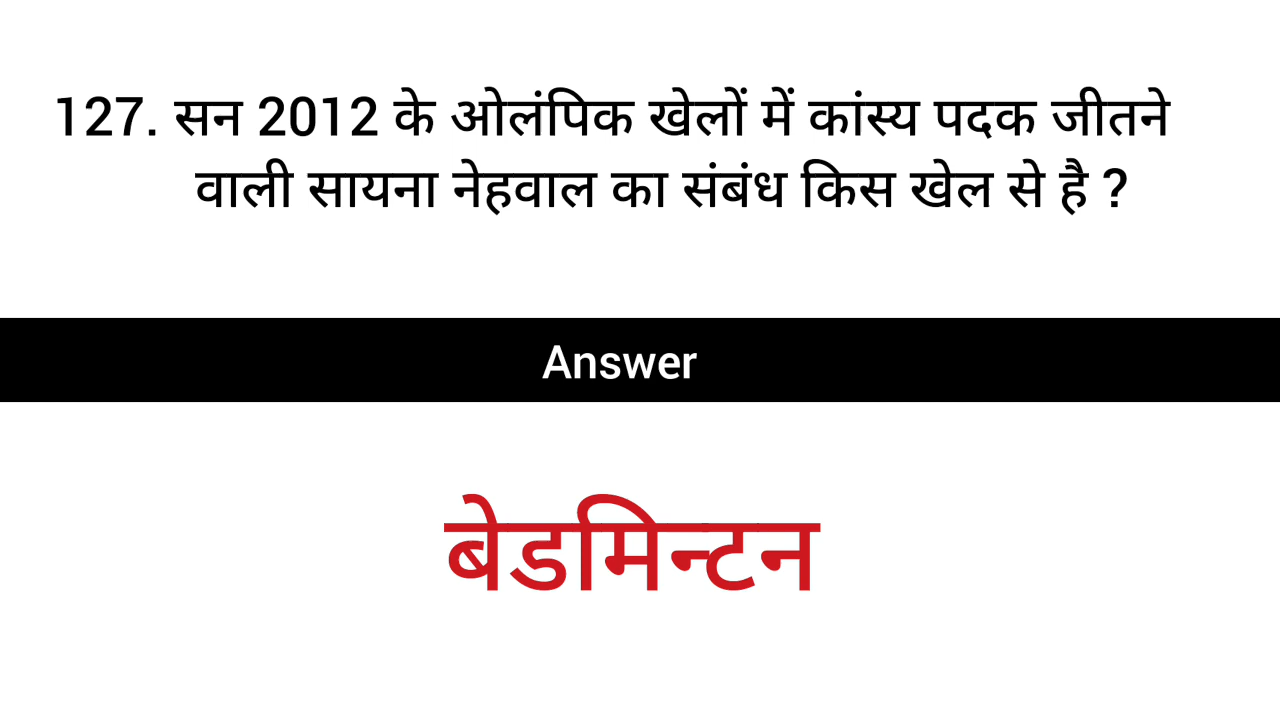 127. सन 2012 के ओलंपिक खेलों में कांस्य पदक जीतने
वाली सायना नेहवाल का संबंध किस खेल से है ?
Answer
बेडमिन्टन